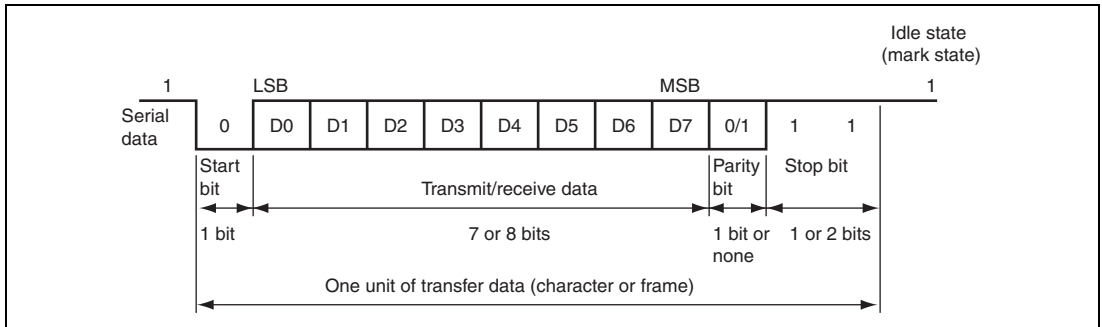 Idle state
(mark state)
1 LSB MSB 1
Serial
data
0 D0 D1 D2 D3 D4 D5 D6 D7 0/1 1 1
Start
bit
Transmit/receive data
Parity
bit
Stop bit
1 bit
7 or 8 bits
1 bit or
none
1 or 2 bits
One unit of transfer data (character or frame)